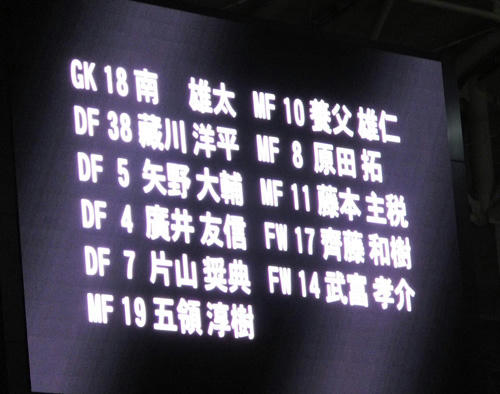 GK 18 南 雄太
DF 38 藏川 洋平
DF 5 矢野 大輔
DF 4 廣井 友信
DF 7 片山 奨典
MF 19 五領 淳樹
MF 10 養父 雄仁
MF 8 原田 拓
MF 11 藤本 主税
FW 17 齊藤 和樹
FW 14 武富 孝介